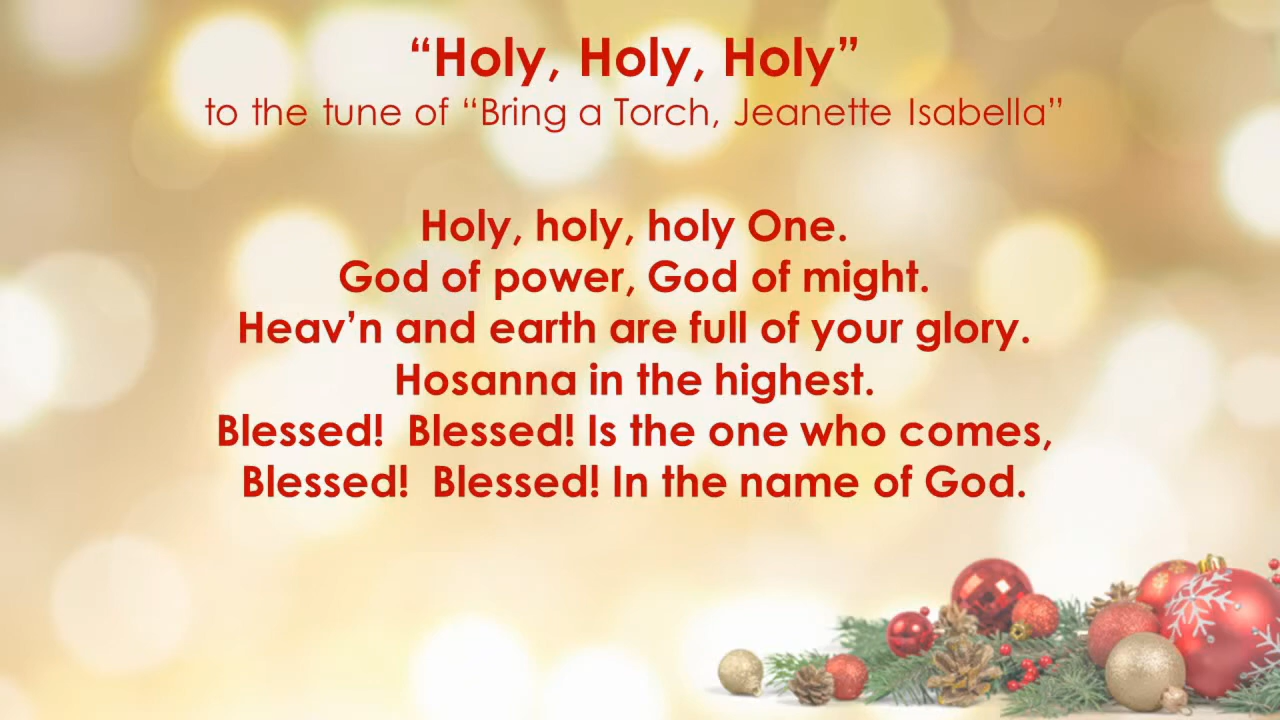 “Holy, Holy, Holy”
to the tune of “Bring a Torch, Jeanette Isabella”
Holy, holy, holy One.
God of power, God of might.
Heav’n and earth are full of your glory.
Hosanna in the highest.
Blessed!  Blessed! Is the one who comes,
Blessed!  Blessed! In the name of God.